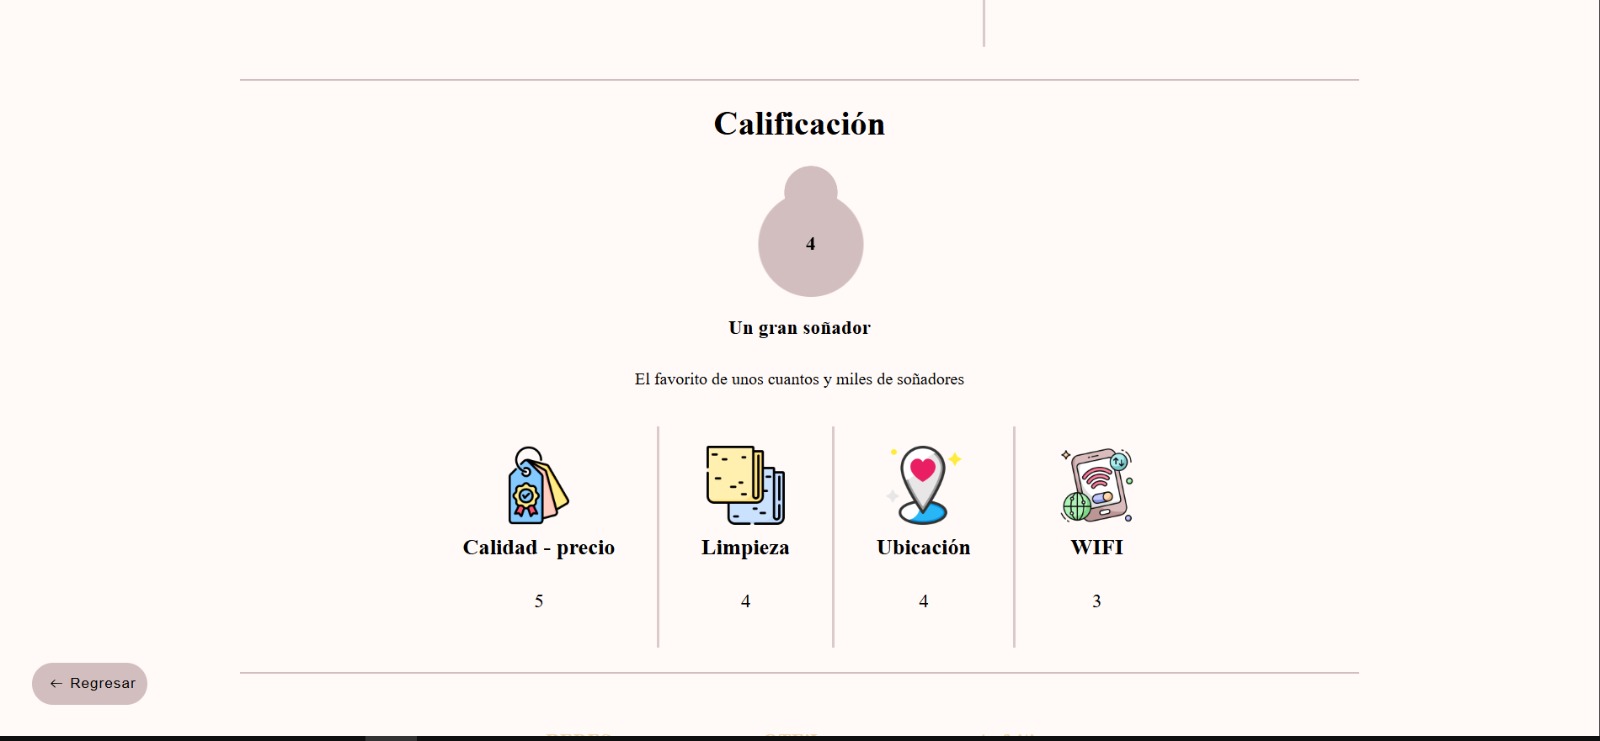 Calificación
4
Un gran soñador
El favorito de unos cuantos y miles de soñadores
Calidad - precio
Limpieza
Ubicación
WIFI
5
4
4
3
← Regresar